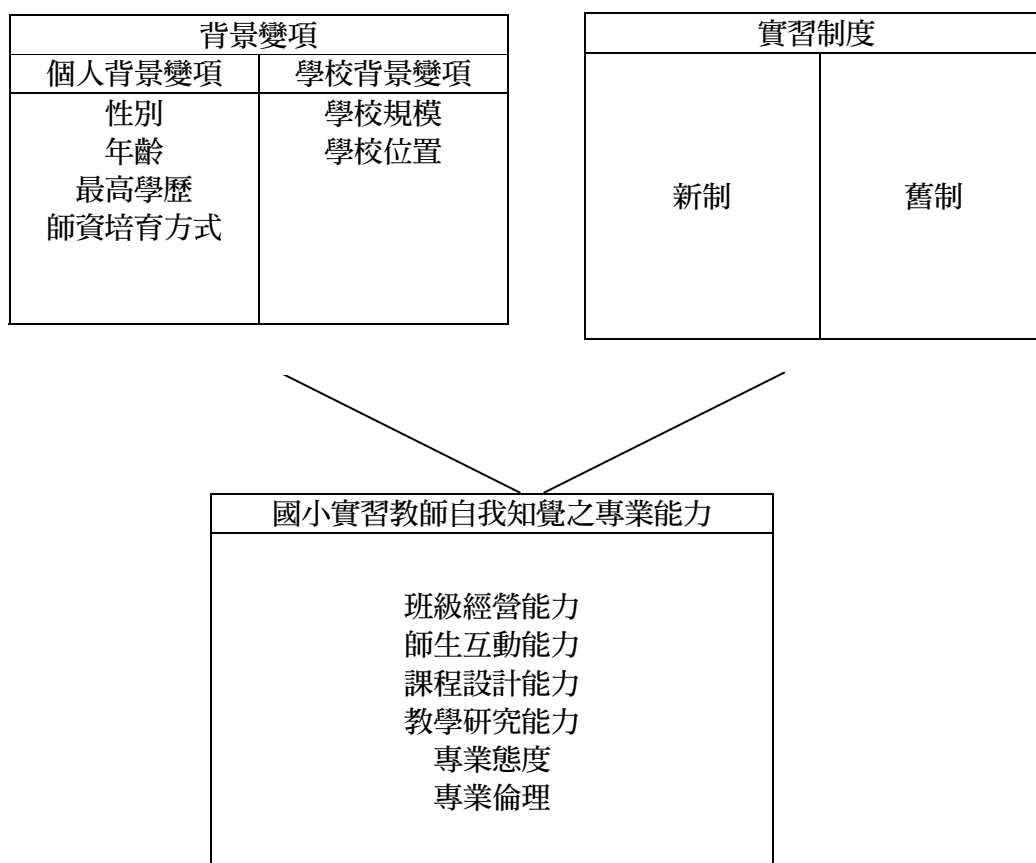 背景變項
個人背景變項
學校背景變項
性別
年齡
最高學歷
師資培育方式
學校規模
學校位置
實習制度
新制
舊制
國小實習教師自我知覺之專業能力
班級經營能力
師生互動能力
課程設計能力
教學研究能力
專業態度
專業倫理